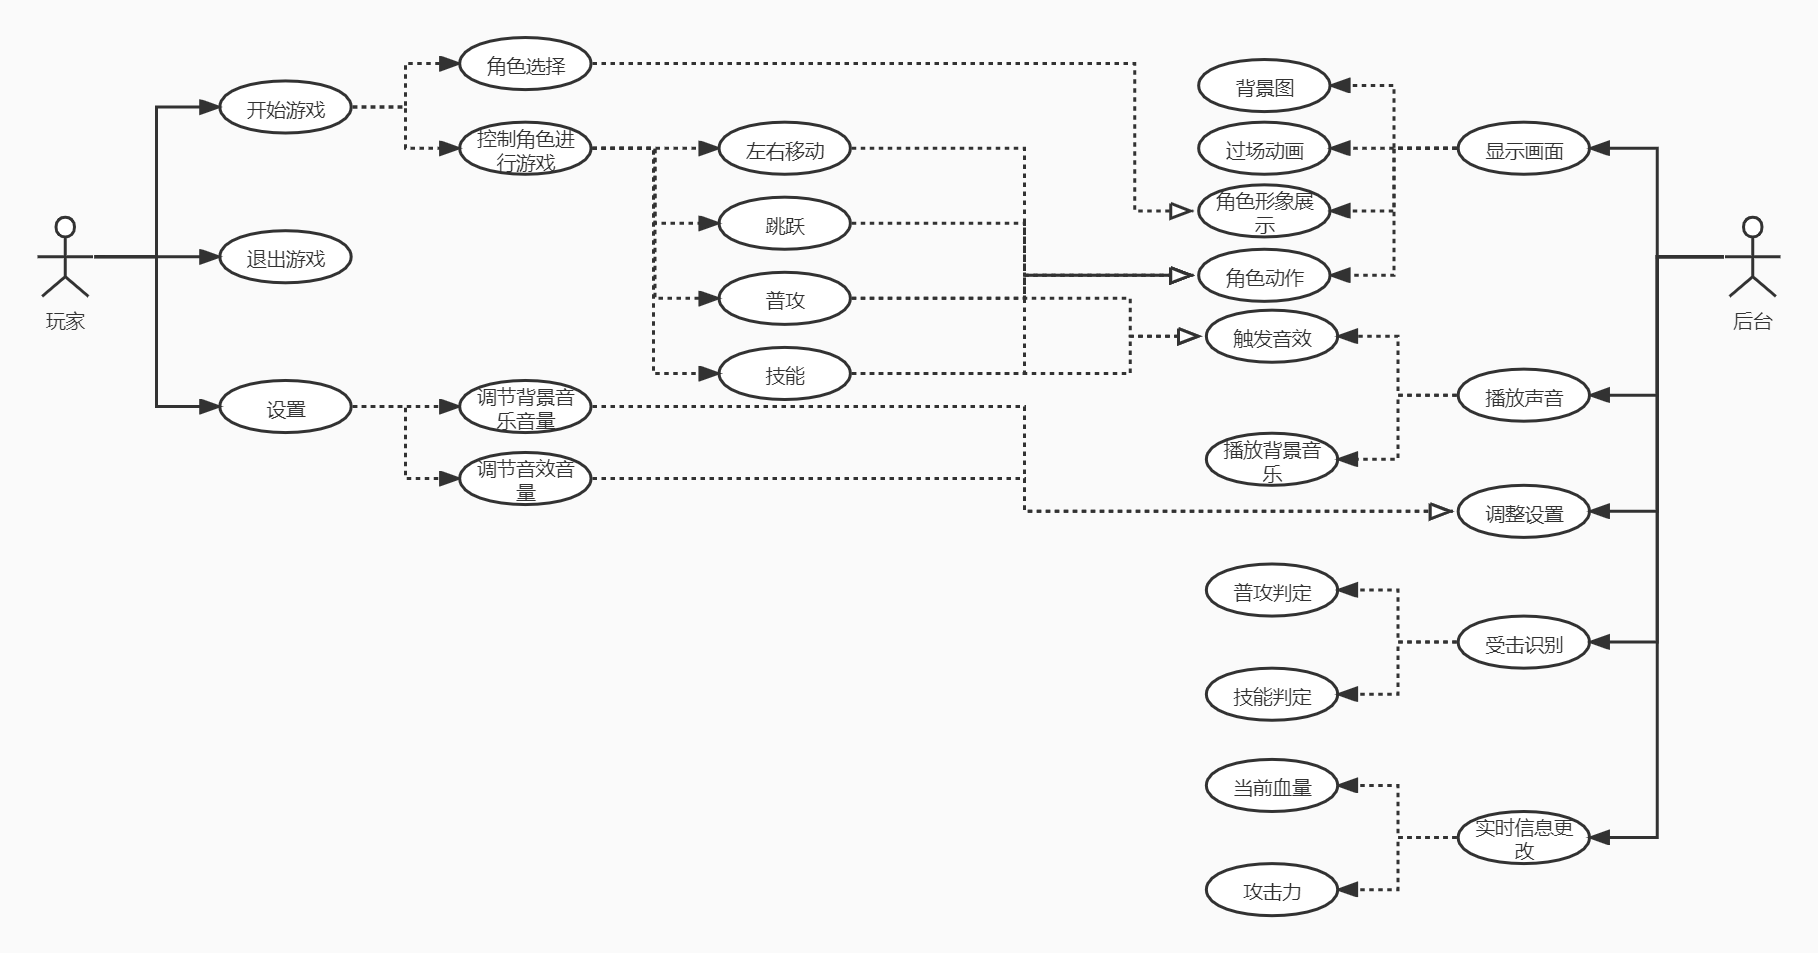 角色选择
背景图
开始游戏
控制角色进
行游戏
左右移动
过场动画
显示画面
角色形象展
示
跳跃
退出游戏
角色动作
普攻
玩家
后台
触发音效
技能
设置
调节背景音
乐音量
播放声音
播放背景音
乐
调节音效音
量
调整设置
普攻判定
受击识别
技能判定
当前血量
实时信息更
改
攻击力